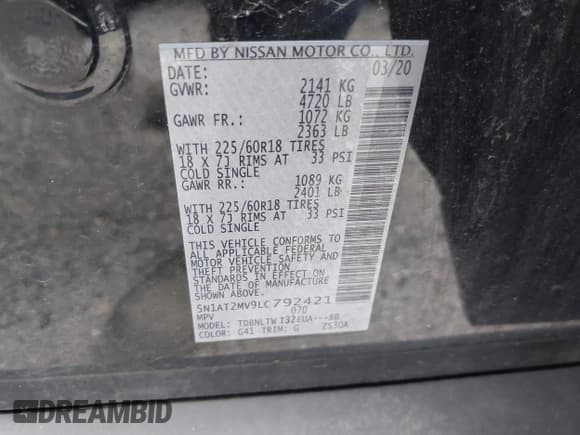 MFD BY NISSAN MOTOR CO., LTD.
DATE: 03/20
GVWR: 2141 KG
4720 LB
GAWR FR.: 1072 KG
2363 LB
WITH 225/60R18 TIRES
18 X 7J RIMS AT 33 PSI
COLD SINGLE
GAWR RR.: 1089 KG
2401 LB
WITH 225/60R18 TIRES
18 X 7J RIMS AT 33 PSI
COLD SINGLE
THIS VEHICLE CONFORMS TO
ALL APPLICABLE FEDERAL
MOTOR VEHICLE SAFETY AND
THEFT PREVENTION
STANDARDS IN EFFECT ON THE
DATE OF MANUFACTURE
5N1AT2MV9LC792421
MPV 070
MODEL:
COLOR: G41 TRIM: G
DREAMBID